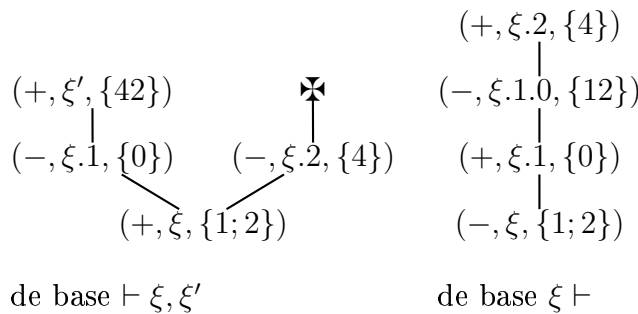 (+, ξ.2, {4})
(+, ξ′, {42}) ✠ (−, ξ.1.0, {12})
(−, ξ.1, {0}) (−, ξ.2, {4}) (+, ξ.1, {0})
(+, ξ, {1; 2}) (−, ξ, {1; 2})
de base ⊢ ξ, ξ′ de base ξ ⊢